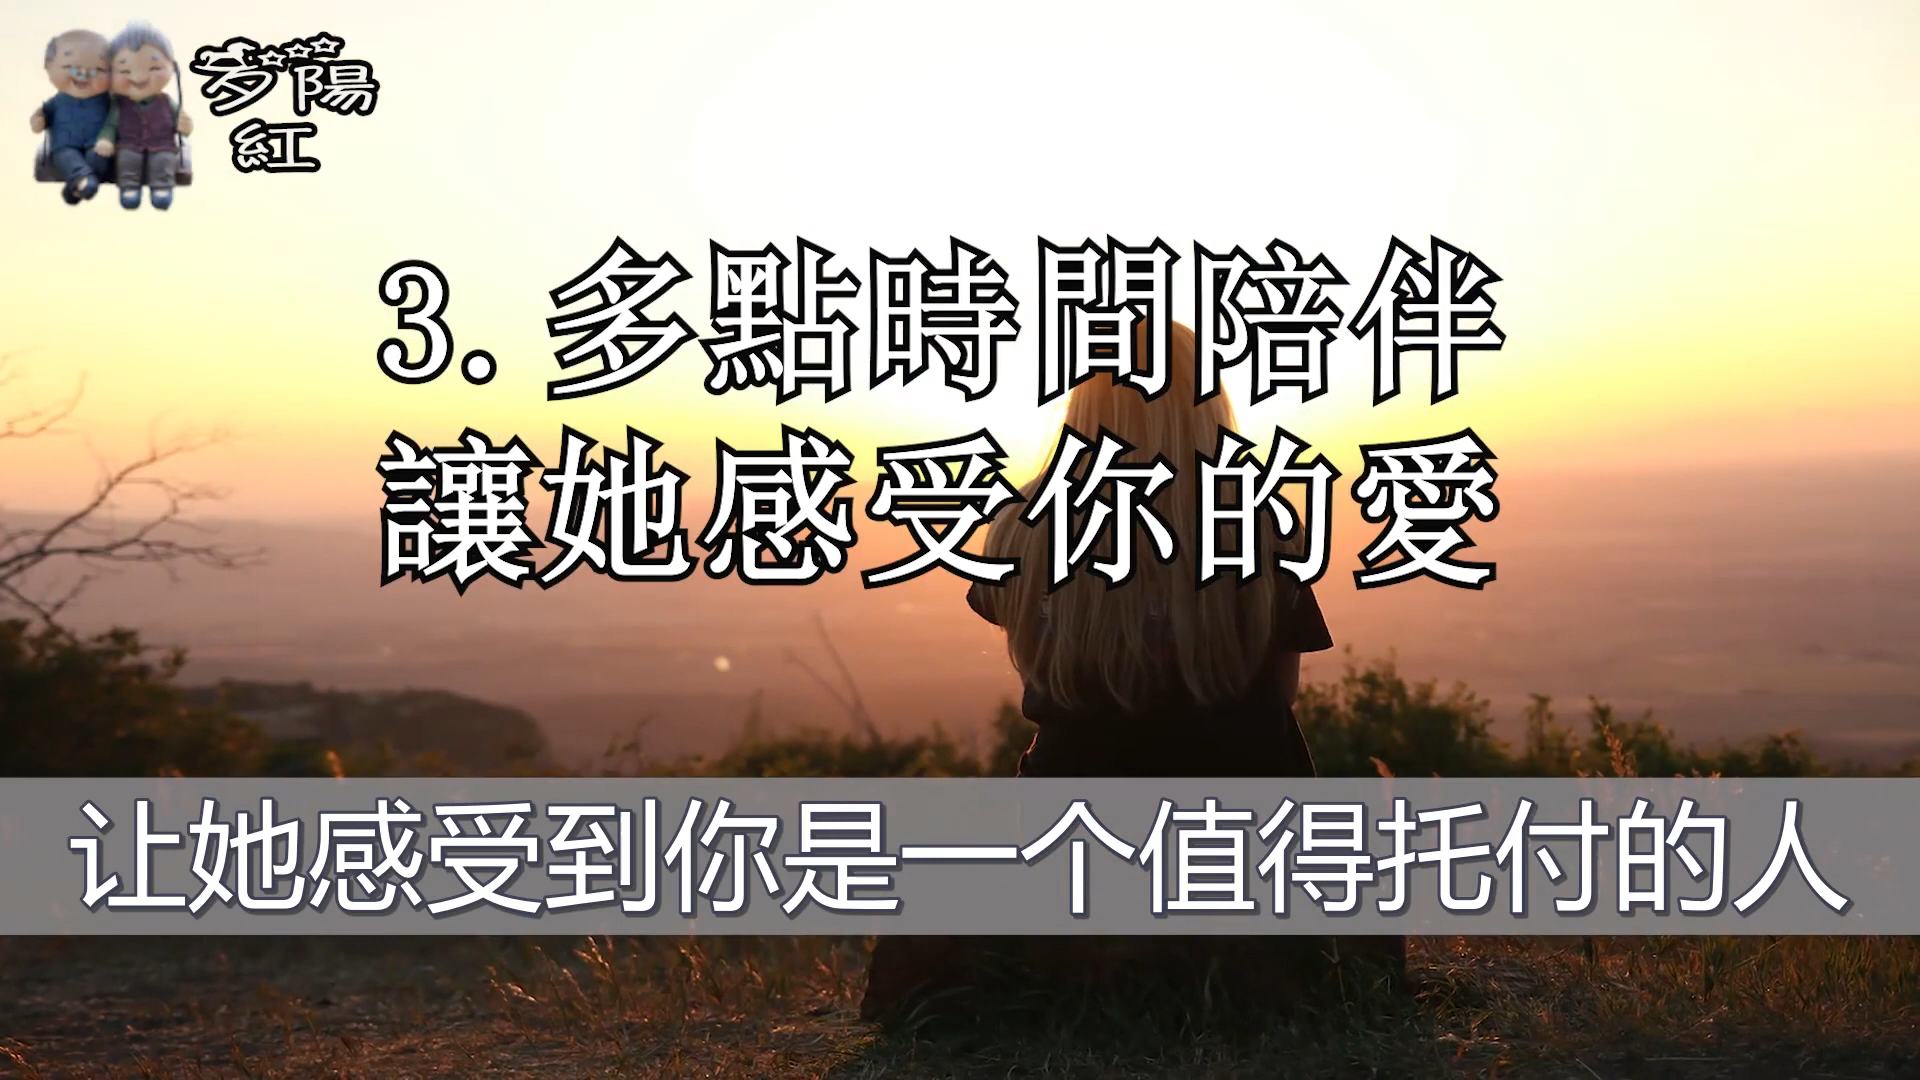 夕陽
紅
3.多點時間陪伴
讓她感受你的愛
让她感受到你是一个值得托付的人